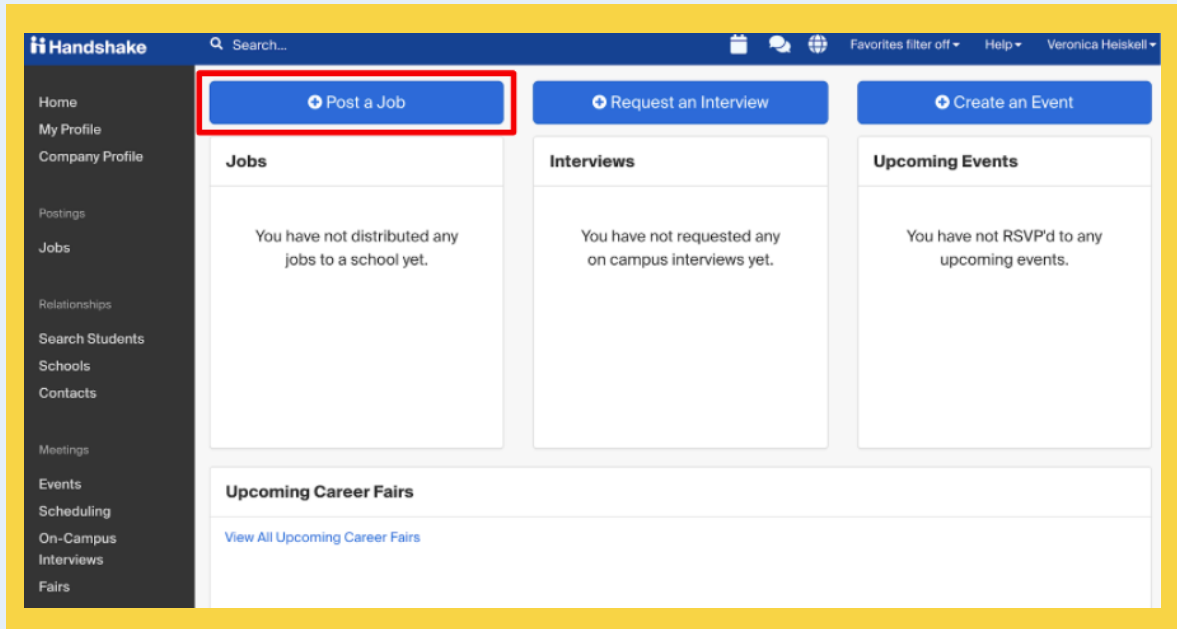 Handshake
Search...
Favorites filter off
Help
Veronica Heiskell
Home
My Profile
Company Profile
Postings
Jobs
Relationships
Search Students
Schools
Contacts
Meetings
Events
Scheduling
On-Campus
Interviews
Fairs
Post a Job
Request an Interview
Create an Event
Jobs
You have not distributed any
jobs to a school yet.
Interviews
You have not requested any
on campus interviews yet.
Upcoming Events
You have not RSVP'd to any
upcoming events.
Upcoming Career Fairs
View All Upcoming Career Fairs